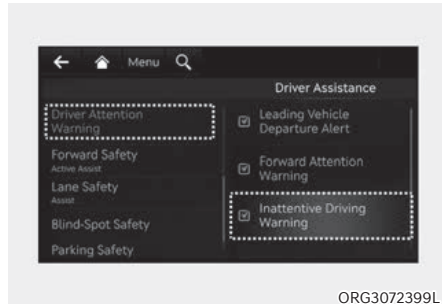 Menu
Driver Assistance
Driver Attention
Warning
Forward Safety
Active Assist
Lane Safety
Assist
Blind-Spot Safety
Parking Safety
Leading Vehicle
Departure Alert
Forward Attention
Warning
Inattentive Driving
Warning
ORG3072399L